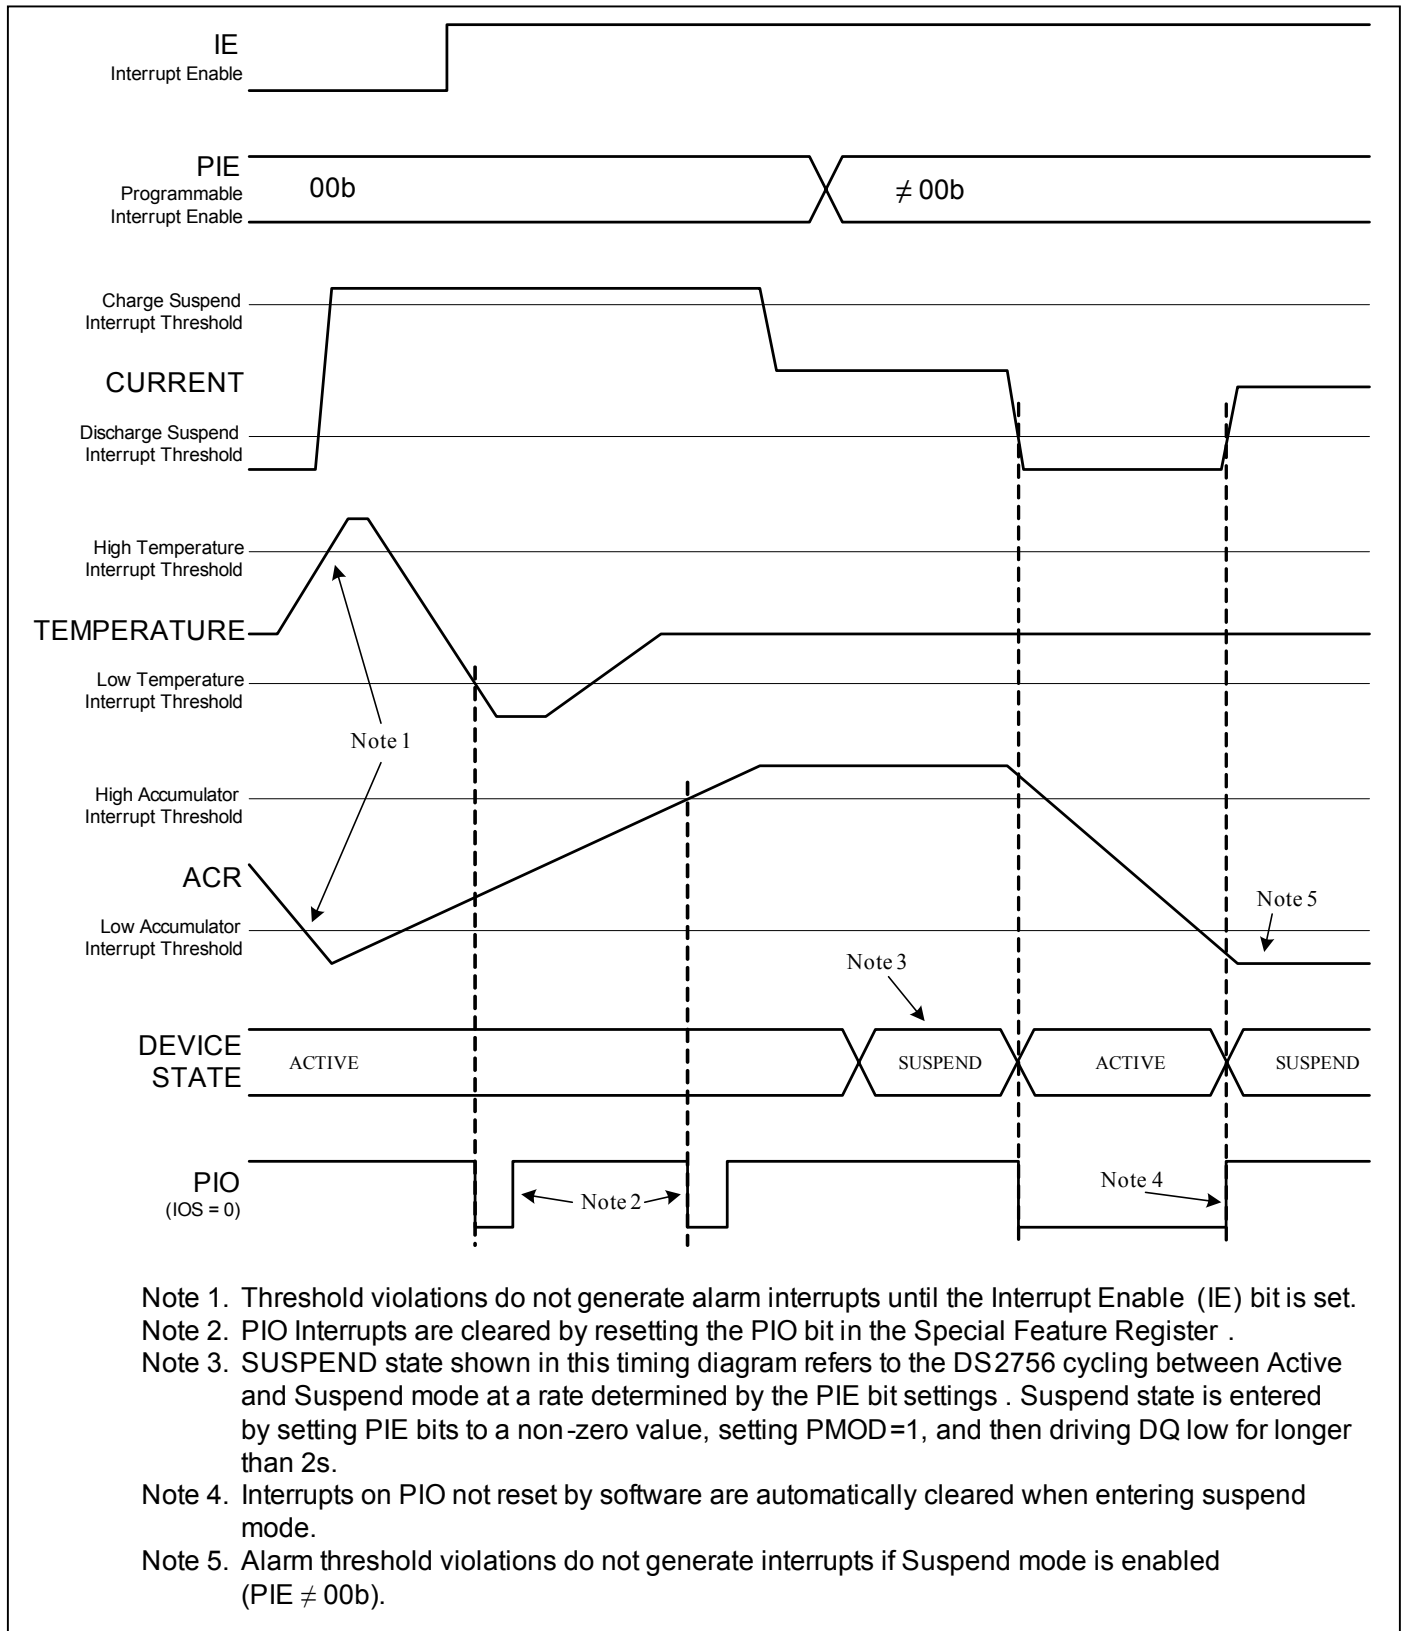 IE
Interrupt Enable
PIE
Programmable
Interrupt Enable
00b
≠ 00b
Charge Suspend
Interrupt Threshold
CURRENT
Discharge Suspend
Interrupt Threshold
High Temperature
Interrupt Threshold
TEMPERATURE
Low Temperature
Interrupt Threshold
Note 1
High Accumulator
Interrupt Threshold
ACR
Low Accumulator
Interrupt Threshold
Note 5
Note 3
DEVICE
STATE
ACTIVE
SUSPEND
ACTIVE
SUSPEND
PIO
(IOS = 0)
Note 2
Note 4
Note 1. Threshold violations do not generate alarm interrupts until the Interrupt Enable (IE) bit is set.
Note 2. PIO Interrupts are cleared by resetting the PIO bit in the Special Feature Register .
Note 3. SUSPEND state shown in this timing diagram refers to the DS2756 cycling between Active
and Suspend mode at a rate determined by the PIE bit settings . Suspend state is entered
by setting PIE bits to a non-zero value, setting PMOD=1, and then driving DQ low for longer
than 2s.
Note 4. Interrupts on PIO not reset by software are automatically cleared when entering suspend
mode.
Note 5. Alarm threshold violations do not generate interrupts if Suspend mode is enabled
(PIE ≠ 00b).